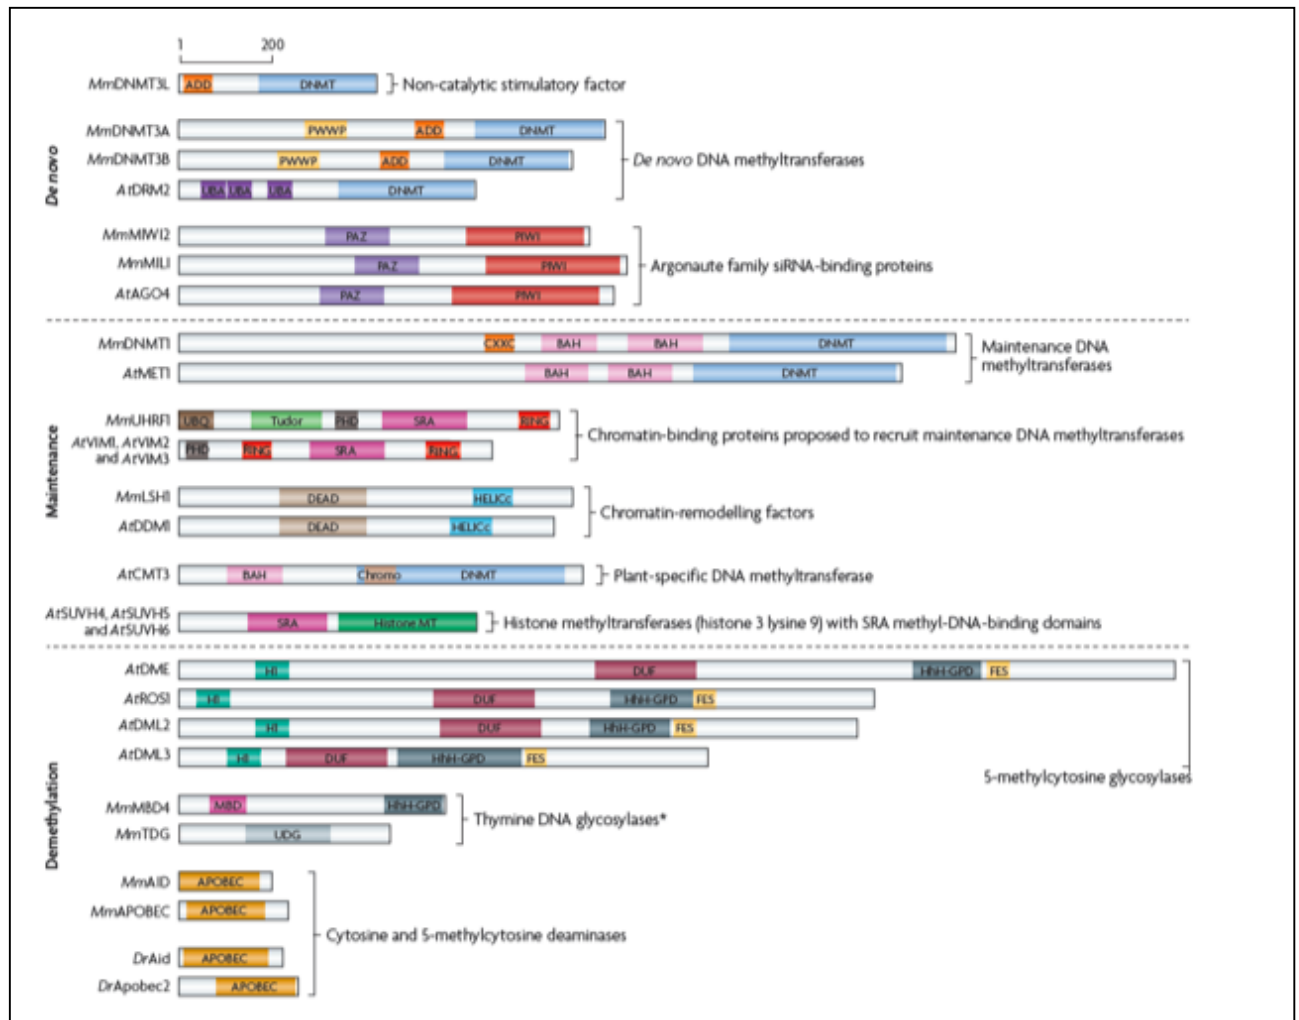 1 200
MmDNMT3L ADD DNMT Non-catalytic stimulatory factor
MmDNMT3A PWWP ADD DNMT
MmDNMT3B PWWP ADD DNMT De novo DNA methyltransferases
AtDRM2 UBA UBA UBA DNMT
De novo
MmMIWI2 PAZ PIWI
MmMILI PAZ PIWI Argonaute family siRNA-binding proteins
AtAGO4 PAZ PIWI
MmDNMT1 CXXC BAH BAH DNMT Maintenance DNA
methyltransferases
AtMET1 BAH BAH DNMT
MmUHRF1 UBQ Tudor PHD SRA RING
Chromatin-binding proteins proposed to recruit maintenance DNA methyltransferases
AtVIM1, AtVIM2
and AtVIM3 PHD RING SRA RING
Maintenance
MmLSH1 DEAD HELICc
Chromatin-remodelling factors
AtDDM1 DEAD HELICc
AtCMT3 BAH Chromo DNMT Plant-specific DNA methyltransferase
AtSUVH4, AtSUVH5
and AtSUVH6 SRA Histone MT Histone methyltransferases (histone 3 lysine 9) with SRA methyl-DNA-binding domains
AtDME HI DUF HhH-GPD FES
AtROS1 HI DUF HhH-GPD FES
AtDML2 HI DUF HhH-GPD FES
AtDML3 HI DUF HhH-GPD FES
5-methylcytosine glycosylases
Demethylation
MmMBD4 MBD HhH-GPD
Thymine DNA glycosylases*
MmTDG UDG
MmAID APOBEC
MmAPOBEC APOBEC
Cytosine and 5-methylcytosine deaminases
DrAid APOBEC
DrApobec2 APOBEC